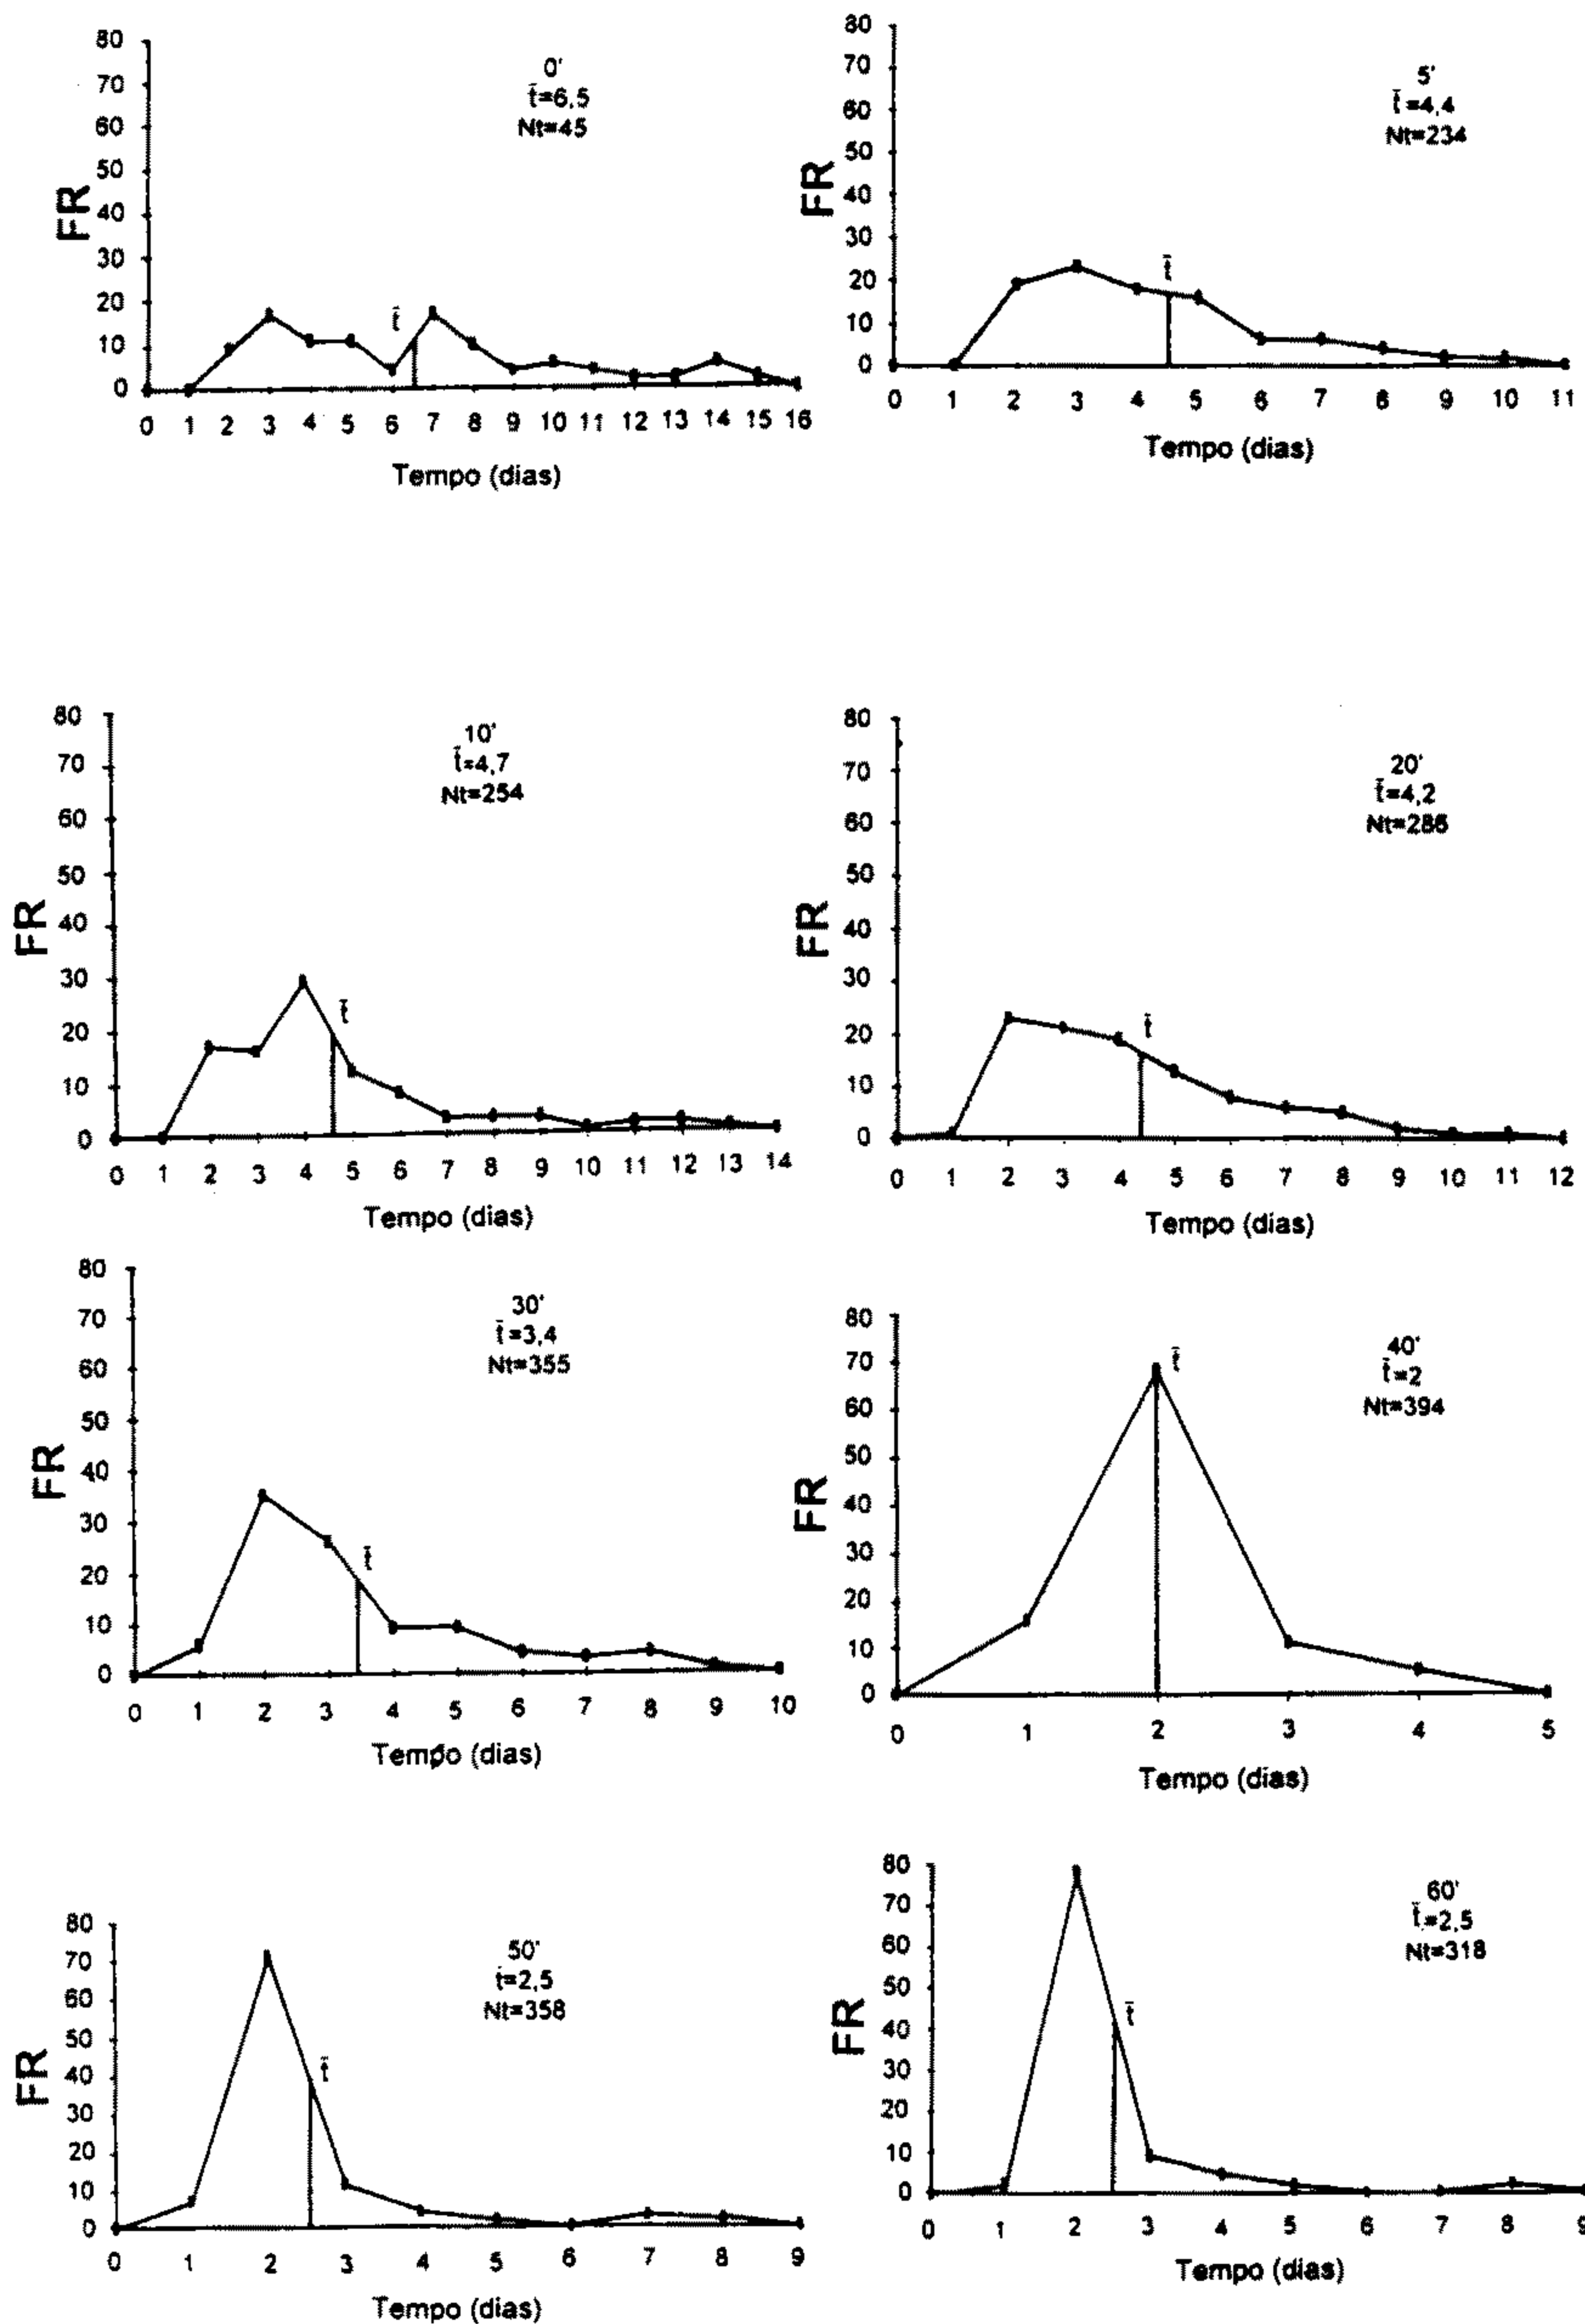 80
70
60
50
40
30
20
10
0
FR
0'
t̄=6,5
Nt=45
t̄
0 1 2 3 4 5 6 7 8 9 10 11 12 13 14 15 16
Tempo (dias)
80
70
60
50
40
30
20
10
0
FR
5'
t̄=4,4
Nt=234
t̄
0 1 2 3 4 5 6 7 8 9 10 11
Tempo (dias)
80
70
60
50
40
30
20
10
0
FR
10'
t̄=4,7
Nt=254
t̄
0 1 2 3 4 5 6 7 8 9 10 11 12 13 14
Tempo (dias)
80
70
60
50
40
30
20
10
0
FR
20'
t̄=4,2
Nt=286
t̄
0 1 2 3 4 5 6 7 8 9 10 11 12
Tempo (dias)
80
70
60
50
40
30
20
10
0
FR
30'
t̄=3,4
Nt=355
t̄
0 1 2 3 4 5 6 7 8 9 10
Tempo (dias)
80
70
60
50
40
30
20
10
0
FR
40'
t̄=2
Nt=394
t̄
0 1 2 3 4 5
Tempo (dias)
80
70
60
50
40
30
20
10
0
FR
50'
t̄=2,5
Nt=358
t̄
0 1 2 3 4 5 6 7 8 9
Tempo (dias)
80
70
60
50
40
30
20
10
0
FR
60'
t̄=2,5
Nt=318
t̄
0 1 2 3 4 5 6 7 8 9
Tempo (dias)